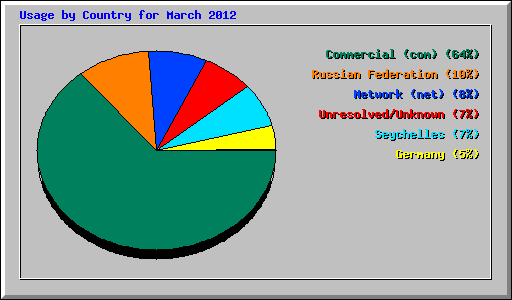 Usage by Country for March 2012
Commercial (com) (64%)
Russian Federation (10%)
Network (net) (8%)
Unresolved/Unknown (7%)
Seychelles (7%)
Germany (5%)